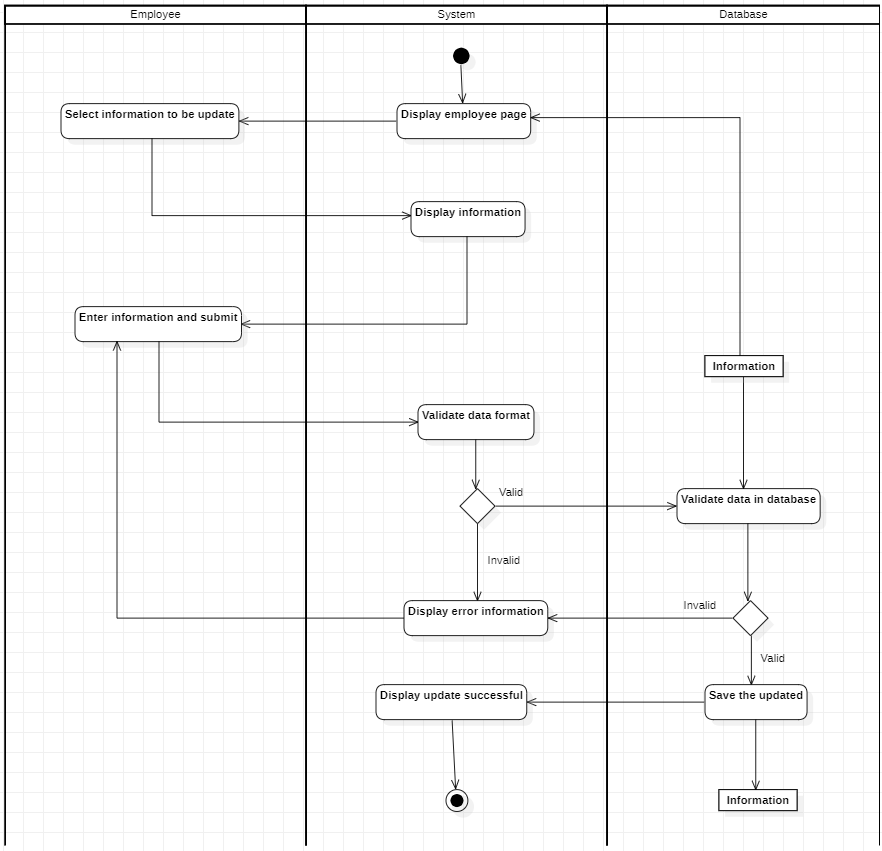 Employee
System
Database
Select information to be update
Display employee page
Display information
Enter information and submit
Information
Validate data format
Valid
Validate data in database
Invalid
Invalid
Display error information
Valid
Display update successful
Save the updated
Information